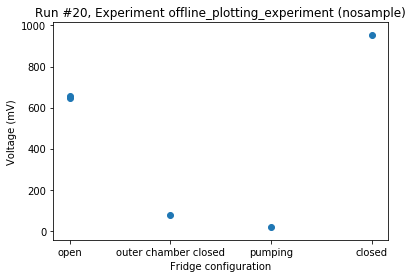 Run #20, Experiment offline_plotting_experiment (nosample)
1000
800
600
400
200
0
Voltage (mV)
open outer chamber closed pumping closed
Fridge configuration